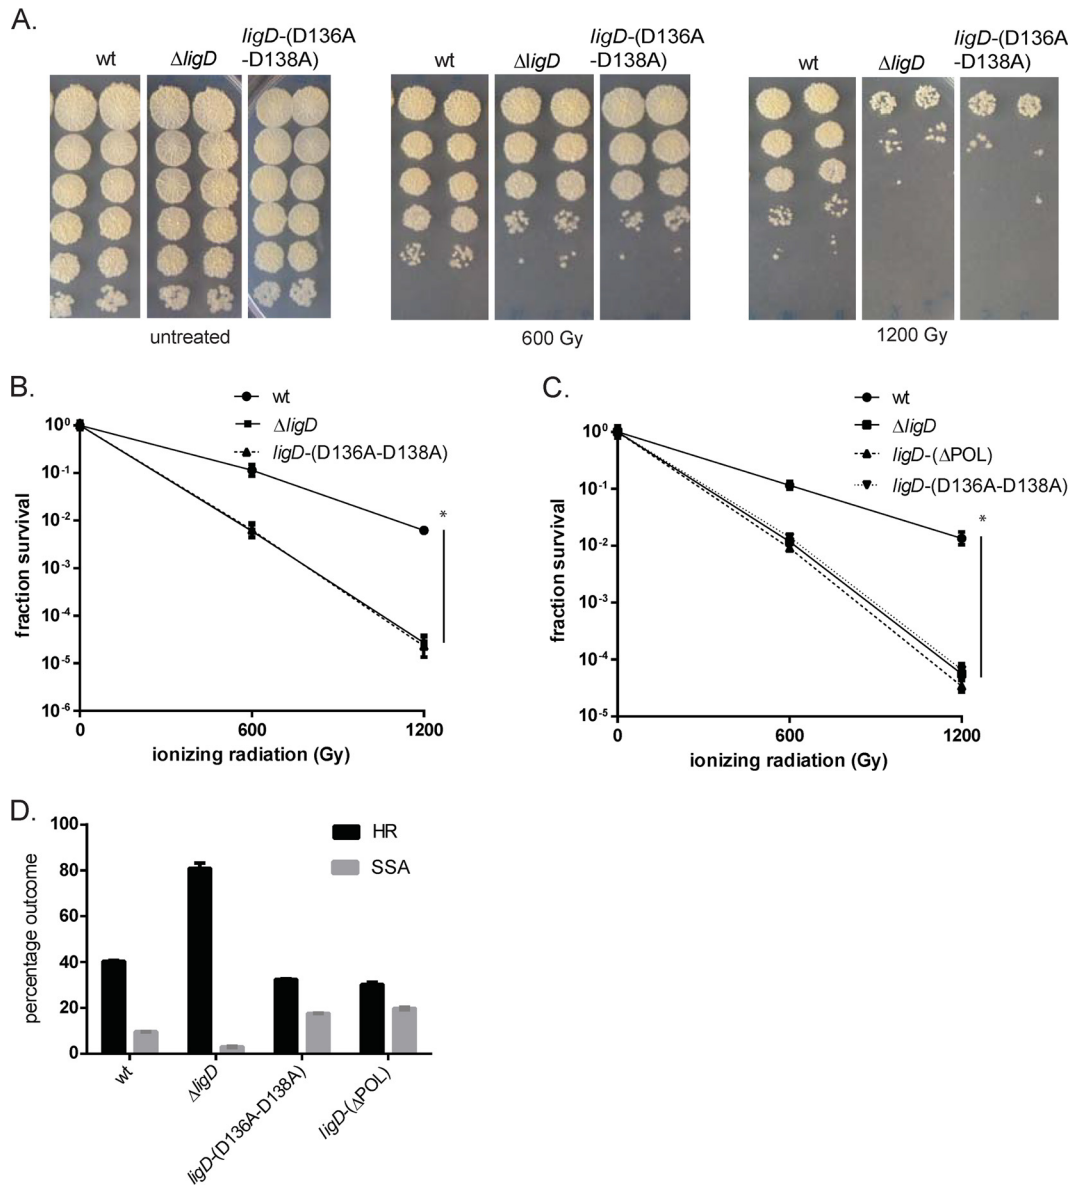 A.
wt
ΔligD
ligD-(D136A
-D138A)
wt
ΔligD
ligD-(D136A
-D138A)
wt
ΔligD
ligD-(D136A
-D138A)
untreated
600 Gy
1200 Gy
B.
wt
ΔligD
ligD-(D136A-D138A)
10⁰
10⁻¹
10⁻²
10⁻³
10⁻⁴
10⁻⁵
10⁻⁶
fraction survival
*
0
600
1200
ionizing radiation (Gy)
C.
wt
ΔligD
ligD-(ΔPOL)
ligD-(D136A-D138A)
10⁰
10⁻¹
10⁻²
10⁻³
10⁻⁴
10⁻⁵
fraction survival
*
0
600
1200
ionizing radiation (Gy)
D.
HR
SSA
100
80
60
40
20
0
percentage outcome
wt
ΔligD
ligD-(D136A-D138A)
ligD-(ΔPOL)